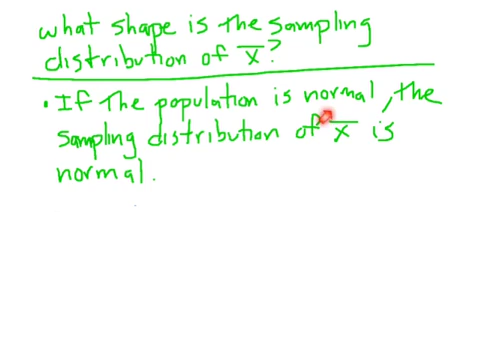 what shape is the sampling
distribution of x̅?
• If The population is normal, the
sampling distribution of x̅ is
normal.